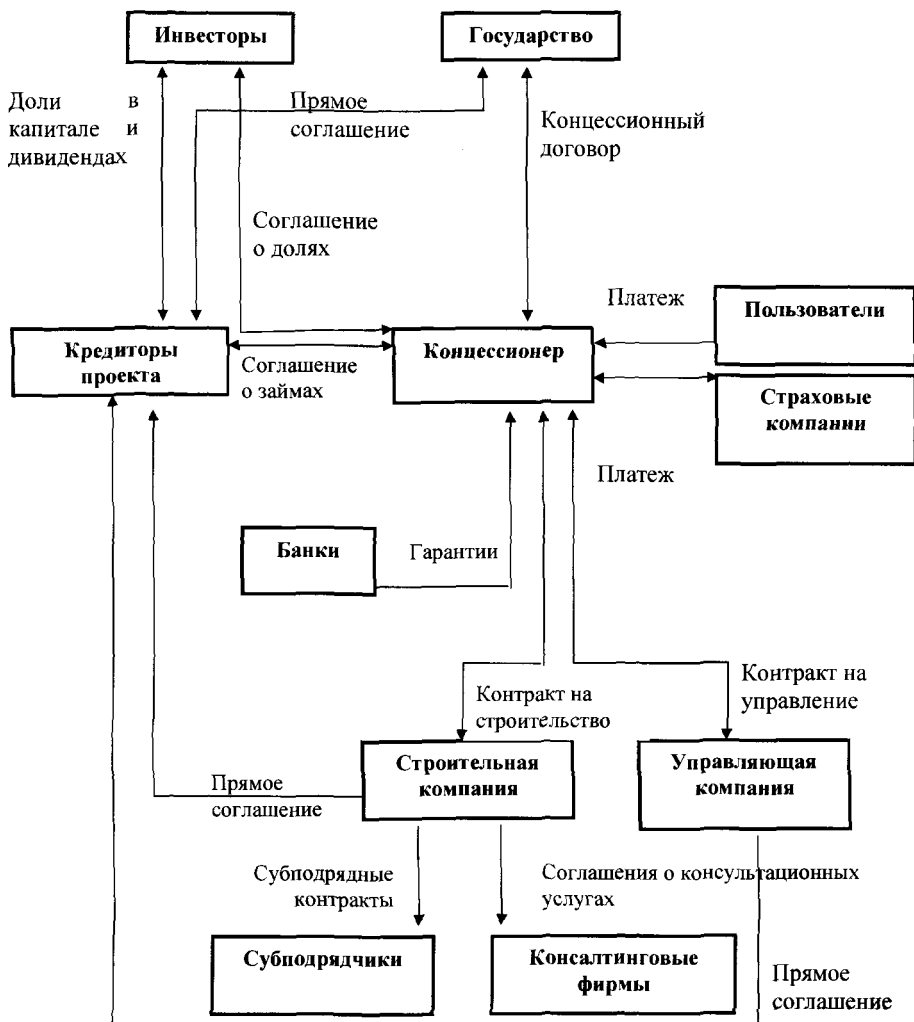 Инвесторы
Государство
Доли в
капитале и
дивидендах
Прямое
соглашение
Концессионный
договор
Соглашение
о долях
Платеж
Пользователи
Кредиторы
проекта
Соглашение
о займах
Концессионер
Страховые
компании
Платеж
Банки
Гарантии
Контракт на
строительство
Контракт на
управление
Строительная
компания
Управляющая
компания
Прямое
соглашение
Субподрядные
контракты
Соглашения о консультационных
услугах
Субподрядчики
Консалтинговые
фирмы
Прямое
соглашение